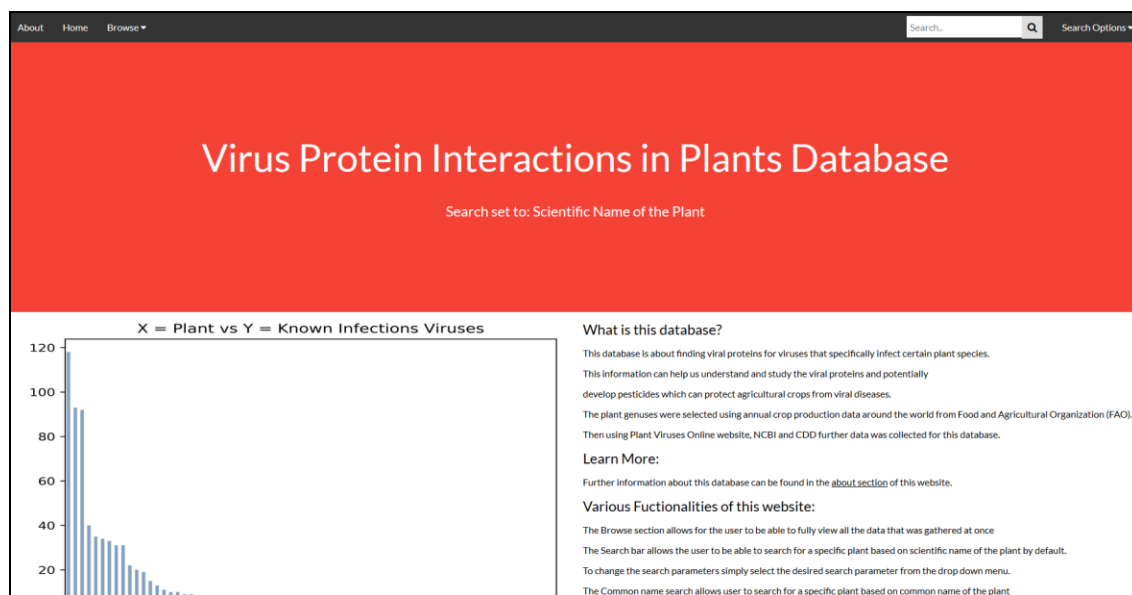 About Home Browse
Search.. Search Options
Virus Protein Interactions in Plants Database
Search set to: Scientific Name of the Plant
X = Plant vs Y = Known Infections Viruses
120
100
80
60
40
20
What is this database?
This database is about finding viral proteins for viruses that specifically infect certain plant species.
This information can help us understand and study the viral proteins and potentially
develop pesticides which can protect agricultural crops from viral diseases.
The plant genuses were selected using annual crop production data around the world from Food and Agricultural Organization (FAO).
Then using Plant Viruses Online website, NCBI and CDD further data was collected for this database.
Learn More:
Further information about this database can be found in the about section of this website.
Various Fuctionalities of this website:
The Browse section allows for the user to be able to fully view all the data that was gathered at once
The Search bar allows the user to be able to search for a specific plant based on scientific name of the plant by default.
To change the search parameters simply select the desired search parameter from the drop down menu.
The Common name search allows user to search for a specific plant based on common name of the plant